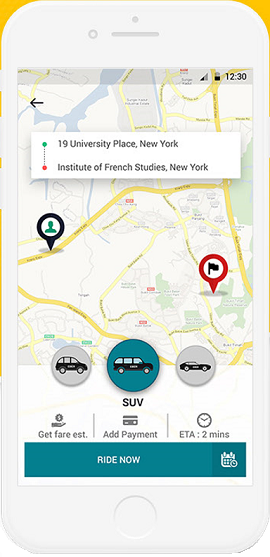 12:30
19 University Place, New York
Institute of French Studies, New York
SUV
Get fare est.
Add Payment
ETA : 2 mins
RIDE NOW